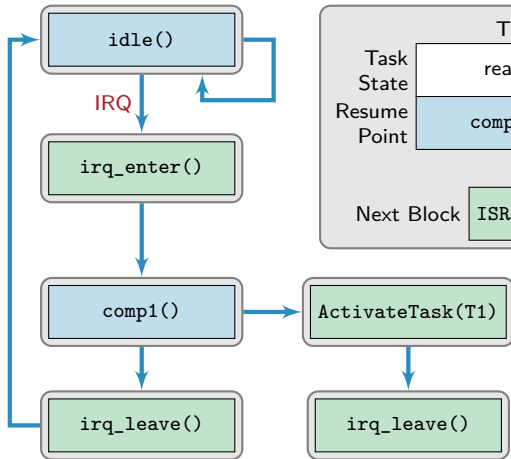 idle()
IRQ
irq_enter()
comp1()
ActivateTask(T1)
irq_leave()
irq_leave()
Task
State
Resume
Point
Next Block
ISR